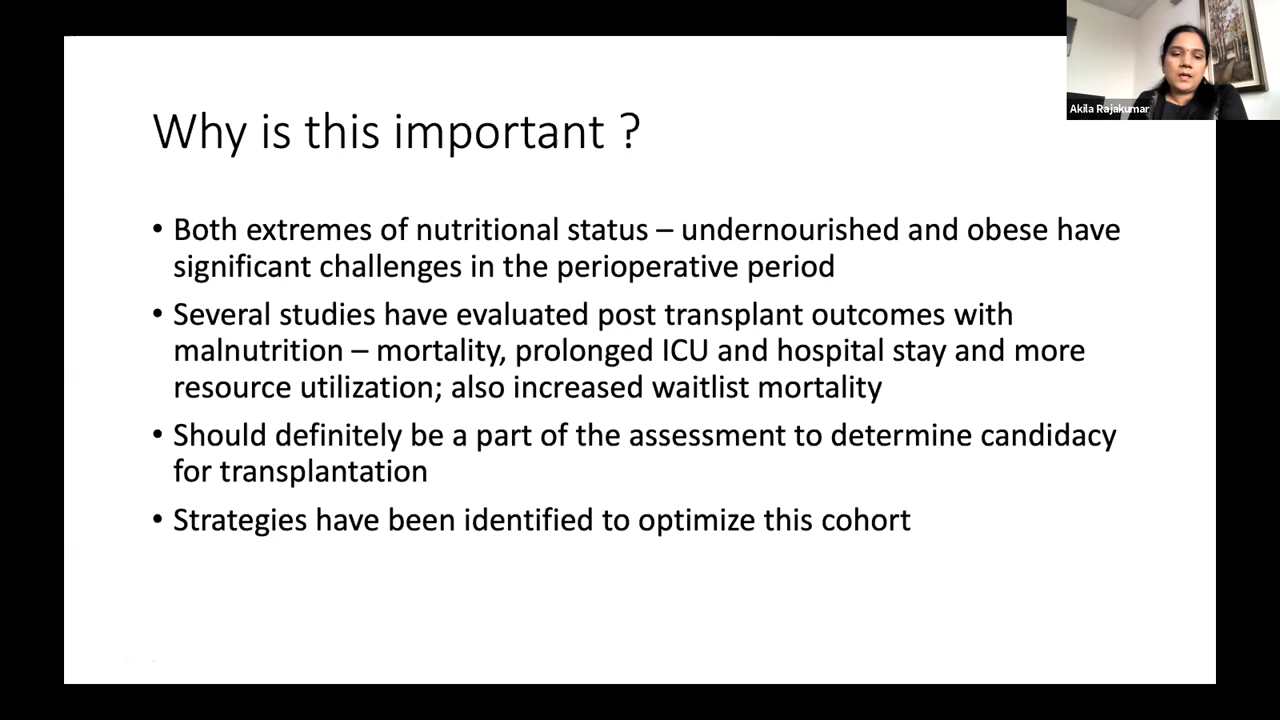 Akila Rajakumar
Why is this important ?
• Both extremes of nutritional status – undernourished and obese have
significant challenges in the perioperative period
• Several studies have evaluated post transplant outcomes with
malnutrition – mortality, prolonged ICU and hospital stay and more
resource utilization; also increased waitlist mortality
• Should definitely be a part of the assessment to determine candidacy
for transplantation
• Strategies have been identified to optimize this cohort